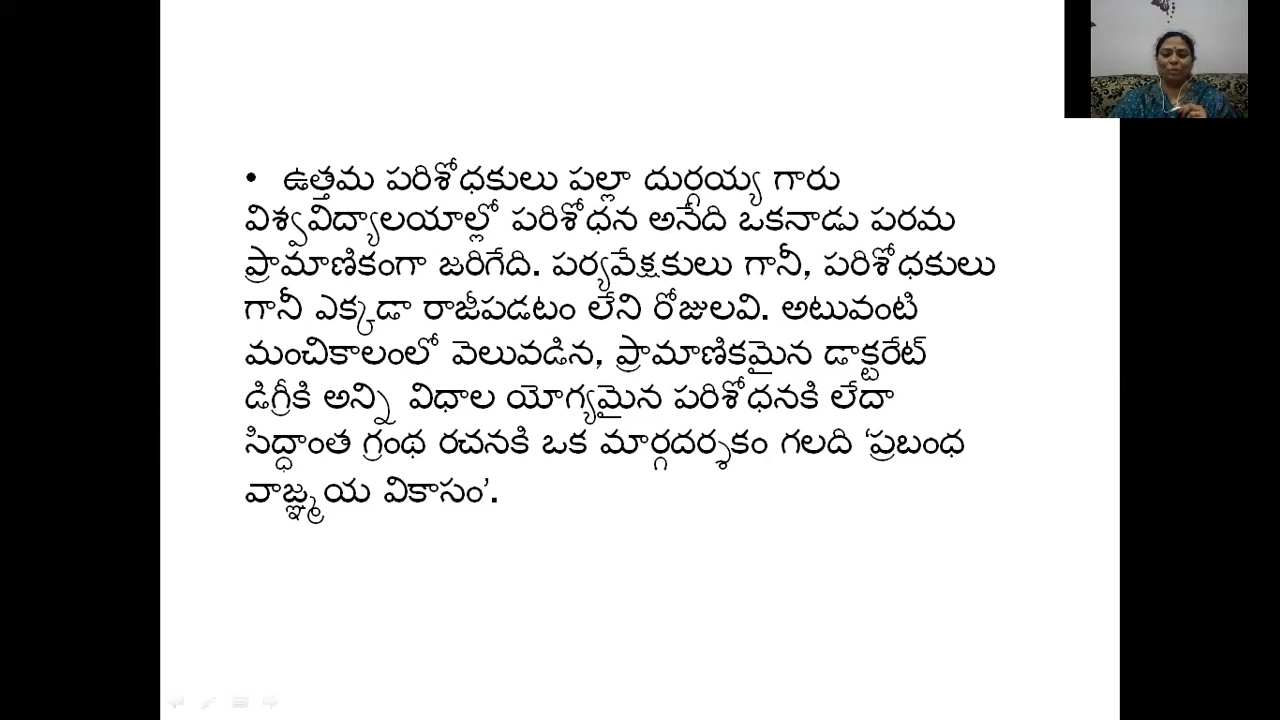 • ఉత్తమ పరిశోధకులు పల్లా దుర్గయ్య గారు
విశ్వవిద్యాలయాల్లో పరిశోధన అనేది ఒకనాడు పరమ
ప్రామాణికంగా జరిగేది. పర్యవేక్షకులు గానీ, పరిశోధకులు
గానీ ఎక్కడా రాజీపడటం లేని రోజులవి. అటువంటి
మంచికాలంలో వెలువడిన, ప్రామాణికమైన డాక్టరేట్
డిగ్రీకి అన్ని విధాల యోగ్యమైన పరిశోధనకి లేదా
సిద్ధాంత గ్రంథ రచనకి ఒక మార్గదర్శకం గలది ‘ప్రబంధ
వాఙ్మయ వికాసం’.